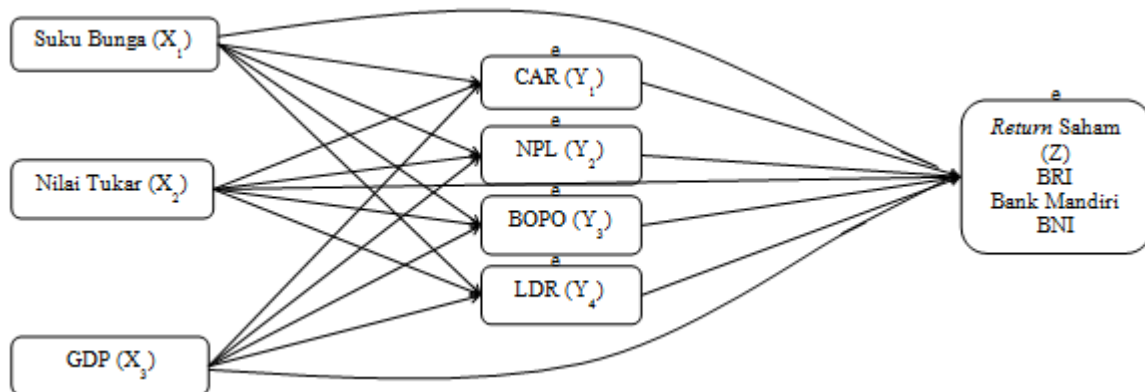 Suku Bunga (X₁)
Nilai Tukar (X₂)
GDP (X₃)
e
CAR (Y₁)
e
NPL (Y₂)
e
BOPO (Y₃)
e
LDR (Y₄)
e
Return Saham
(Z)
BRI
Bank Mandiri
BNI